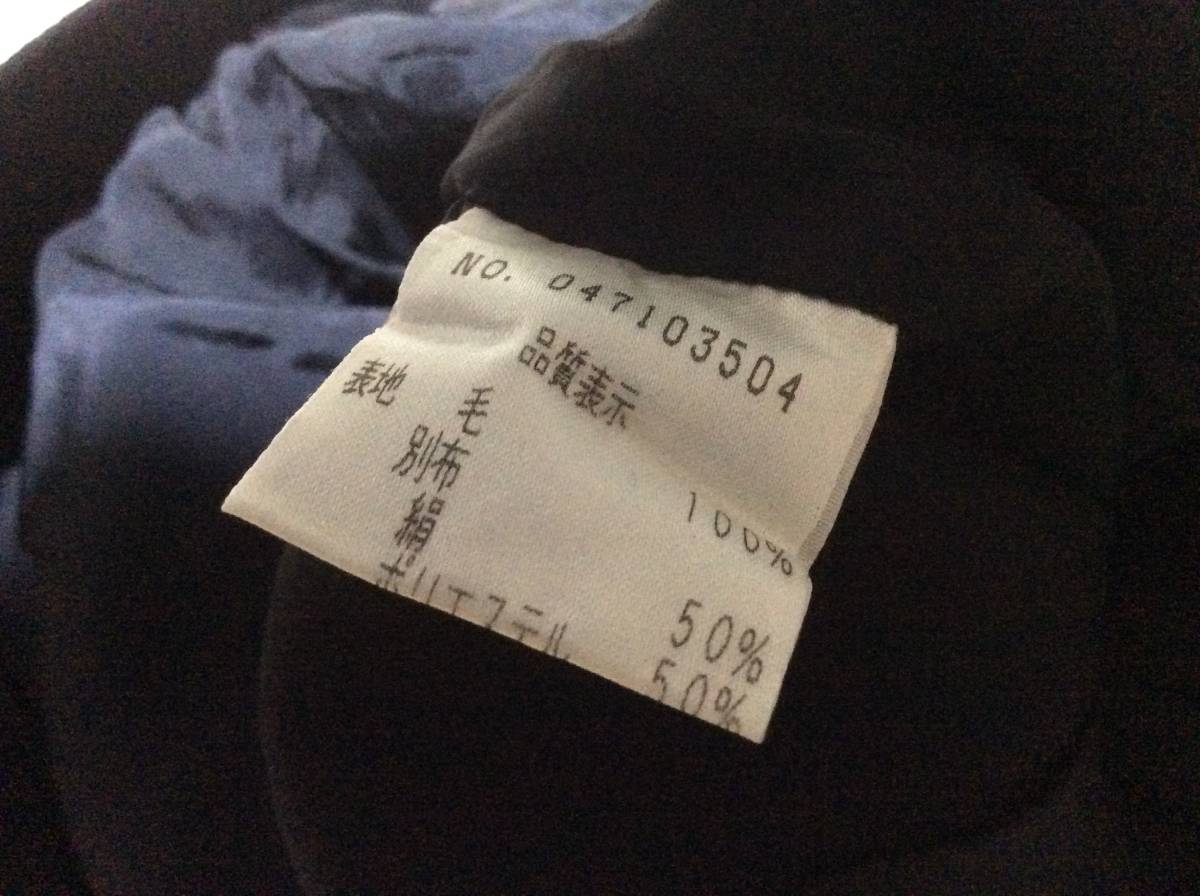 NO. 047103504
品質表示
表地 毛 100%
別布
絹 50%
ポリエステル 50%